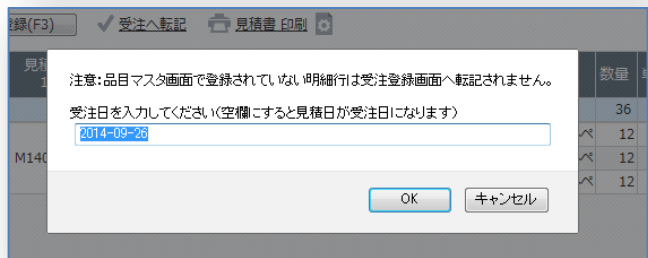 登録(F3) 受注へ転記 見積書 印刷
見積
1
数量
注意:品目マスタ画面で登録されていない明細行は受注登録画面へ転記されません。
受注日を入力してください(空欄にすると見積日が受注日になります)
2014-09-26
36
ペ 12
M140 ペ 12
ペ 12
OK キャンセル